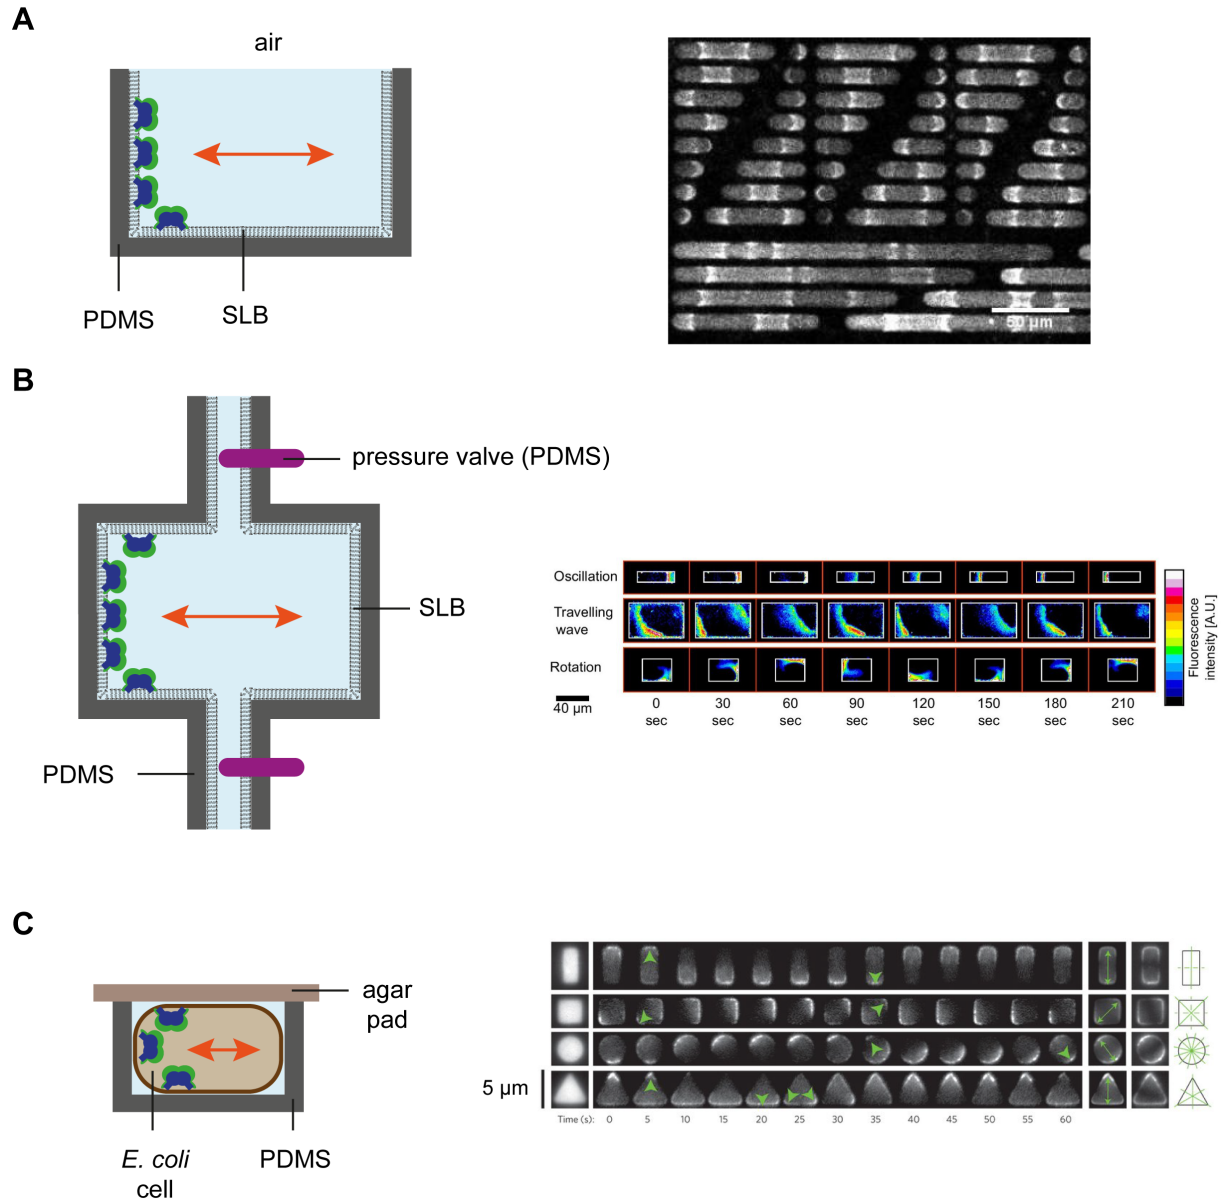 A
air
PDMS
SLB
50 µm
B
pressure valve (PDMS)
SLB
PDMS
Oscillation
Travelling
wave
Rotation
40 µm
0
sec
30
sec
60
sec
90
sec
120
sec
150
sec
180
sec
210
sec
Fluorescence
intensity [A.U.]
C
agar
pad
E. coli
cell
PDMS
5 µm
Time (s):
0
5
10
15
20
25
30
35
40
45
50
55
60